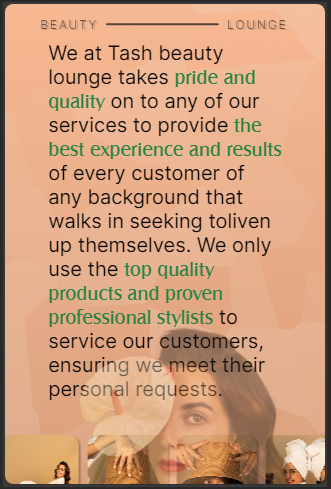 BEAUTY LOUNGE
We at Tash beauty
lounge takes pride and
quality on to any of our
services to provide the
best experience and results
of every customer of
any background that
walks in seeking toliven
up themselves. We only
use the top quality
products and proven
professional stylists to
service our customers,
ensuring we meet their
personal requests.